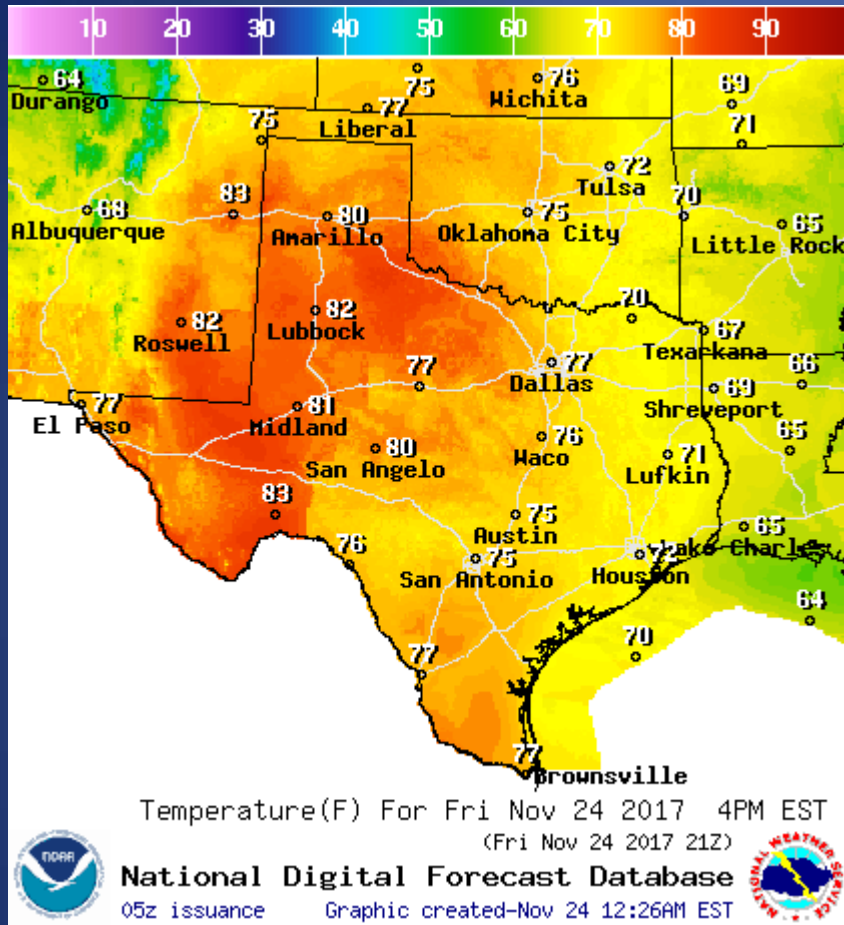 10 20 30 40 50 60 70 80 90
64
Durango
75
76
Wichita
69
77
Liberal
75
71
72
Tulsa
83
68
Albuquerque
80
Amarillo
75
Oklahoma City
70
65
Little Rock
82
Roswell
82
Lubbock
70
67
Texarkana
77
77
Dallas
66
69
Shreveport
77
El Paso
81
Midland
80
San Angelo
76
Waco
71
Lufkin
65
83
75
Austin
65
Lake Charles
76
75
San Antonio
72
Houston
64
70
77
77
Brownsville
Temperature(F) For Fri Nov 24 2017 4PM EST
(Fri Nov 24 2017 21Z)
National Digital Forecast Database
05z issuance Graphic created-Nov 24 12:26AM EST
noaa
NATIONAL WEATHER SERVICE